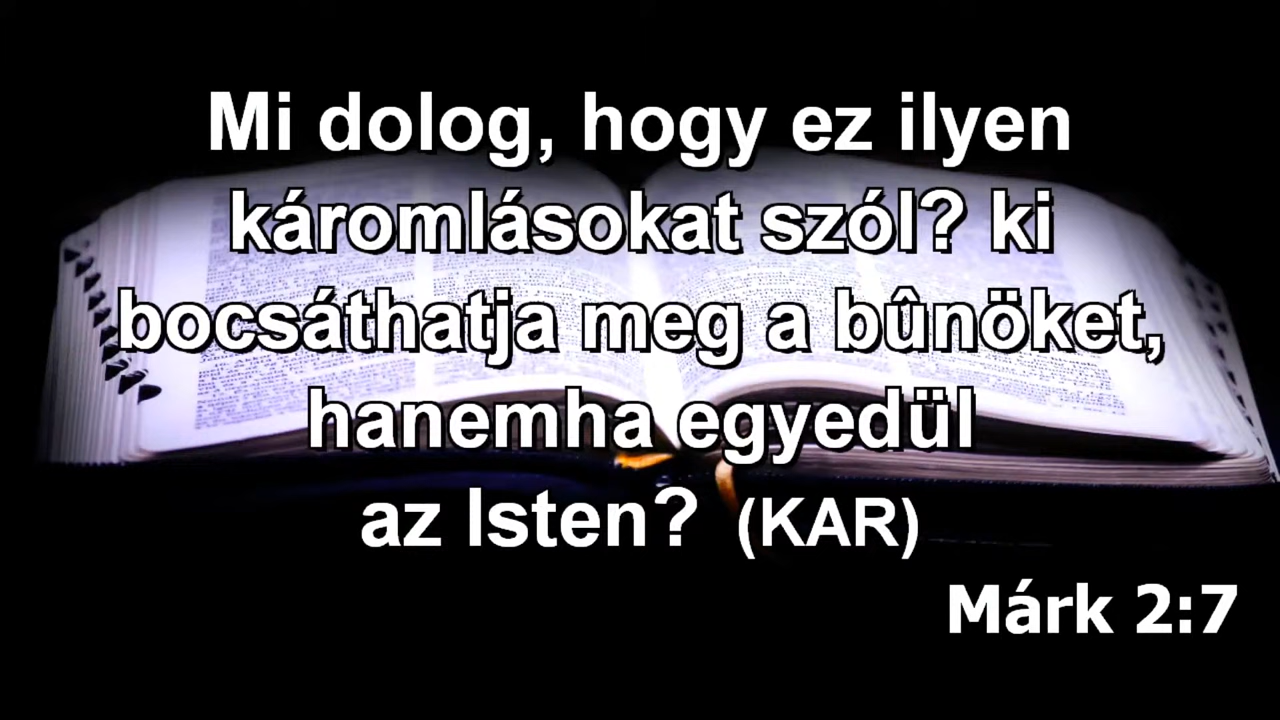 Mi dolog, hogy ez ilyen
káromlásokat szól? ki
bocsáthatja meg a bûnöket,
hanemha egyedül
az Isten? (KAR)
Márk 2:7